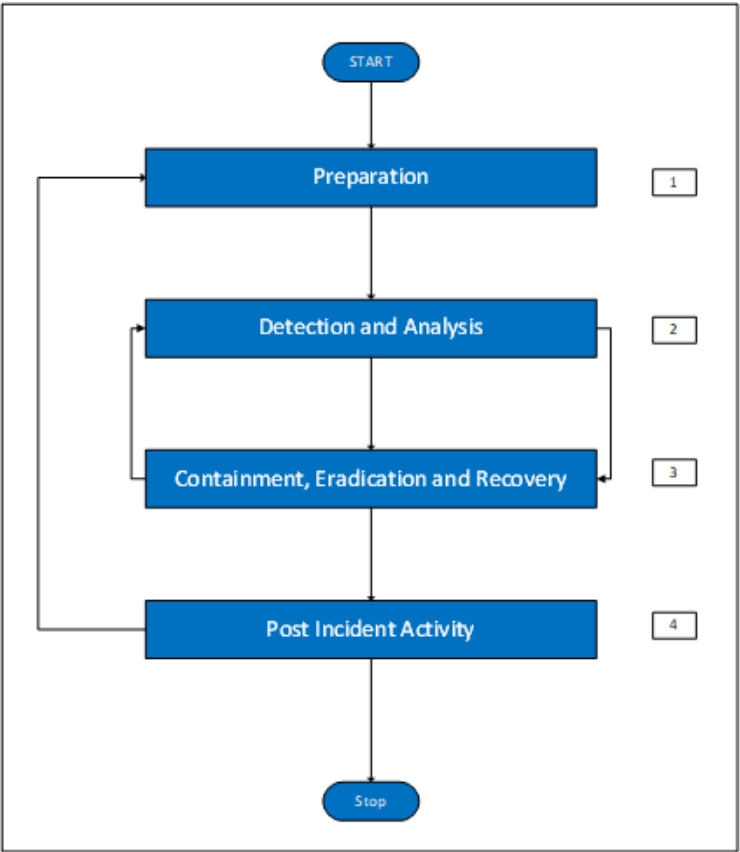 START
Preparation
1
Detection and Analysis
2
Containment, Eradication and Recovery
3
Post Incident Activity
4
Stop